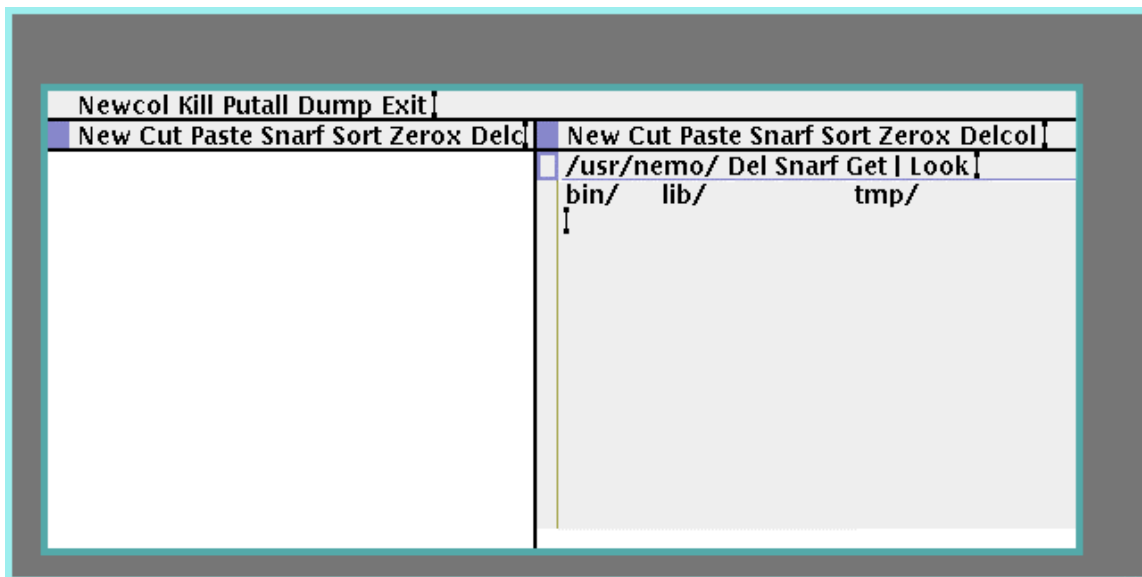 Newcol Kill Putall Dump Exit
New Cut Paste Snarf Sort Zerox Delc
New Cut Paste Snarf Sort Zerox Delcol
/usr/nemo/ Del Snarf Get | Look
bin/ lib/ tmp/